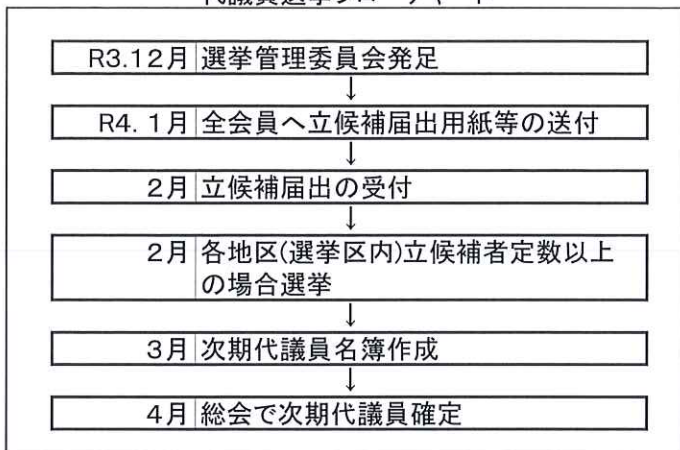 R3.12月 選挙管理委員会発足
↓
R4. 1月 全会員へ立候補届出用紙等の送付
↓
2月 立候補届出の受付
↓
2月 各地区(選挙区内)立候補者定数以上
の場合選挙
↓
3月 次期代議員名簿作成
↓
4月 総会で次期代議員確定